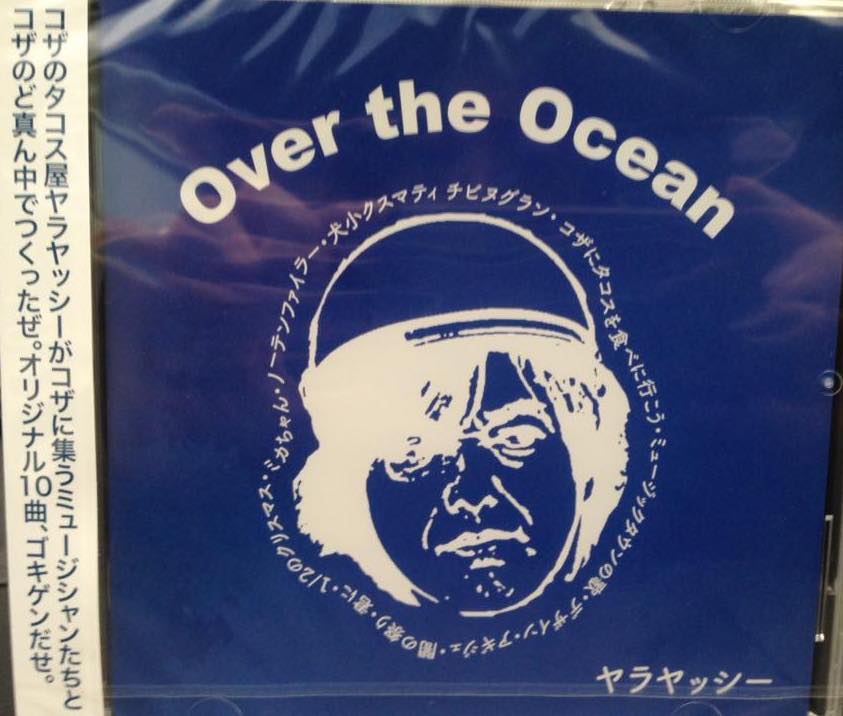 コザのタコス屋ヤラヤッシーがコザに集うミュージシャンたちと
コザのど真ん中でつくったぜ。オリジナル10曲、ゴキゲンだぜ。
Over the Ocean
チビヌグラン・コザにタコスを食べに行こう・ミュージックタウンの歌・デザイン・アギジェ・闇の祭り・君に・1/2のクリスマス・ミカちゃん・ノーテンファイラー・犬小クスマティ
ヤラヤッシー